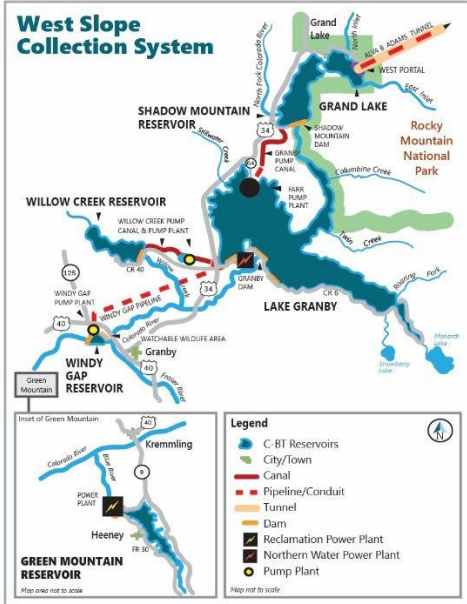 West Slope
Collection System
Grand
Lake
North Inlet
ALVA B ADAMS TUNNEL
WEST PORTAL
North Fork Colorado River
East Inlet
GRAND LAKE
SHADOW MOUNTAIN
RESERVOIR
34
SHADOW
MOUNTAIN
DAM
Rocky
Mountain
National
Park
Stillwater
Creek
GRANBY
PUMP
CANAL
34
Columbine Creek
FARR
PUMP
PLANT
WILLOW CREEK RESERVOIR
WILLOW CREEK PUMP
CANAL & PUMP PLANT
Twin Creek
CR 40
Willow
Creek
125
WINDY GAP
PUMP PLANT
WINDY GAP PIPELINE
34
GRANBY
DAM
LAKE GRANBY
CR 6
Roaring Fork
Monarch
Lake
Strawberry
Lake
40
Colorado River
WATCHABLE WILDLIFE AREA
Granby
WINDY
GAP
RESERVOIR
40
Fraser River
Green
Mountain
Inset of Green Mountain
40
Kremmling
Colorado River
Blue River
9
POWER
PLANT
Heeney
FR 30
GREEN MOUNTAIN
RESERVOIR
Map area not to scale
Legend
N
C-BT Reservoirs
City/Town
Canal
Pipeline/Conduit
Tunnel
Dam
Reclamation Power Plant
Northern Water Power Plant
Pump Plant
Map not to scale